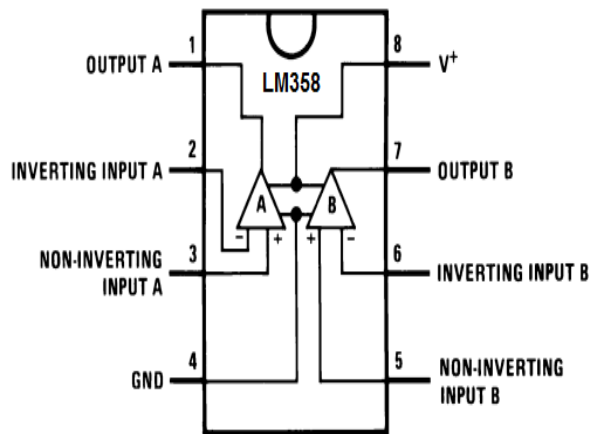 1
OUTPUT A
LM358
8
V+
2
INVERTING INPUT A
7
OUTPUT B
A
B
- +
+ -
3
NON-INVERTING
INPUT A
6
INVERTING INPUT B
4
GND
5
NON-INVERTING
INPUT B